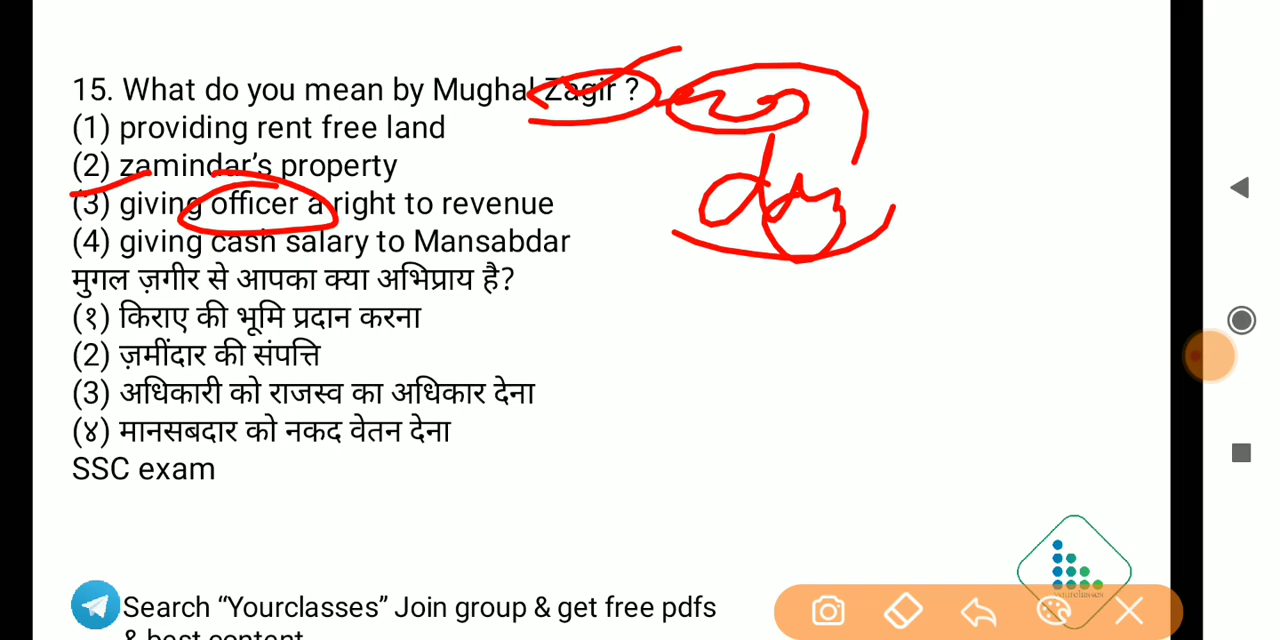 15. What do you mean by Mughal Zagir ?
(1) providing rent free land
(2) zamindar's property
(3) giving officer a right to revenue
(4) giving cash salary to Mansabdar
मुगल ज़गीर से आपका क्या अभिप्राय है?
(१) किराए की भूमि प्रदान करना
(2) ज़मींदार की संपत्ति
(3) अधिकारी को राजस्व का अधिकार देना
(४) मानसबदार को नकद वेतन देना
SSC exam
Search “Yourclasses” Join group & get free pdfs
& best content